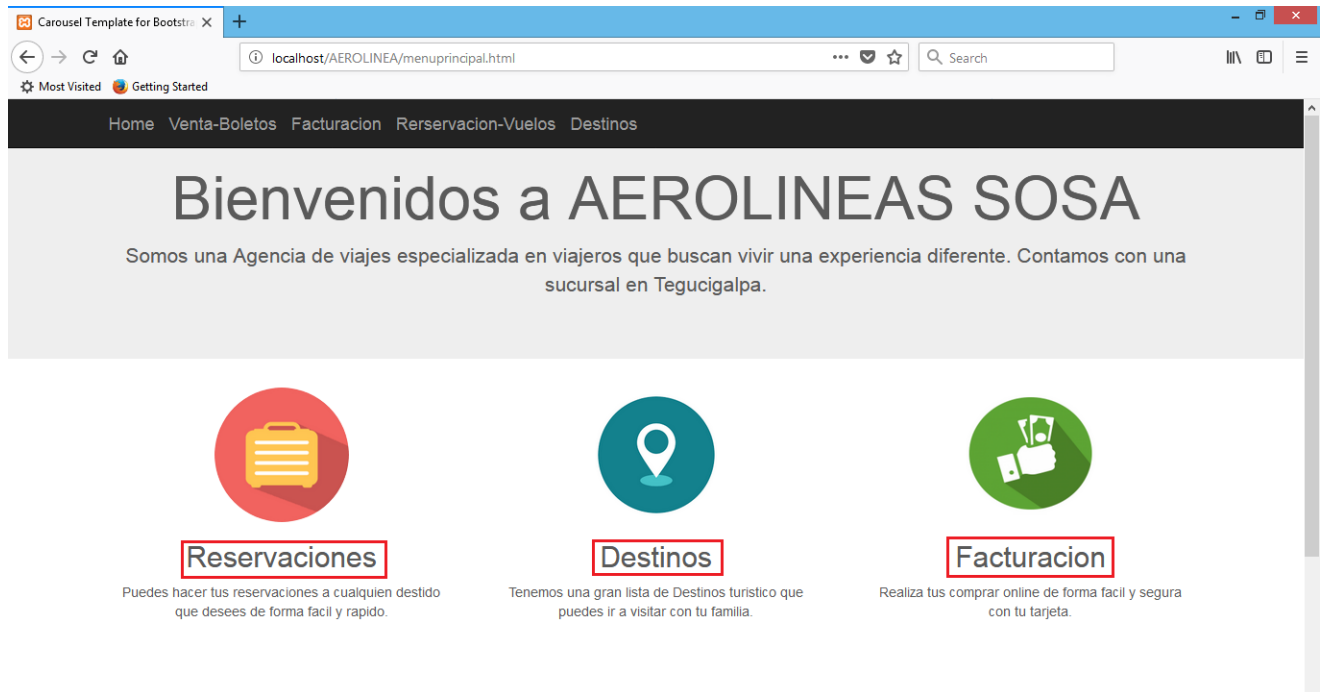 Carousel Template for Bootstra
localhost/AEROLINEA/menuprincipal.html
Search
Most Visited Getting Started
Home Venta-Boletos Facturacion Rerservacion-Vuelos Destinos
Bienvenidos a AEROLINEAS SOSA
Somos una Agencia de viajes especializada en viajeros que buscan vivir una experiencia diferente. Contamos con una
sucursal en Tegucigalpa.
Reservaciones
Puedes hacer tus reservaciones a cualquien destido
que desees de forma facil y rapido.
Destinos
Tenemos una gran lista de Destinos turistico que
puedes ir a visitar con tu familia.
Facturacion
Realiza tus comprar online de forma facil y segura
con tu tarjeta.